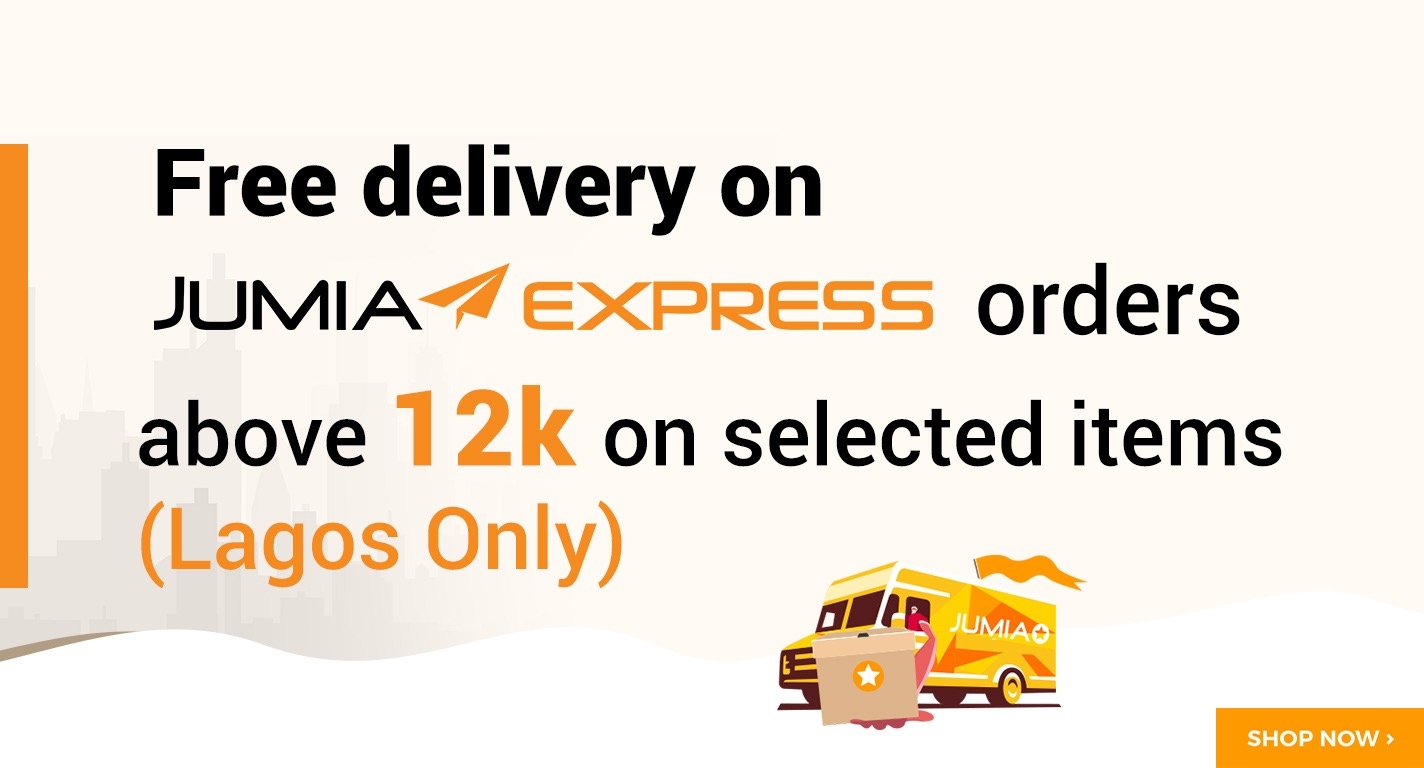 Free delivery on
JUMIA EXPRESS orders
above 12k on selected items
(Lagos Only)
JUMIA
SHOP NOW ›